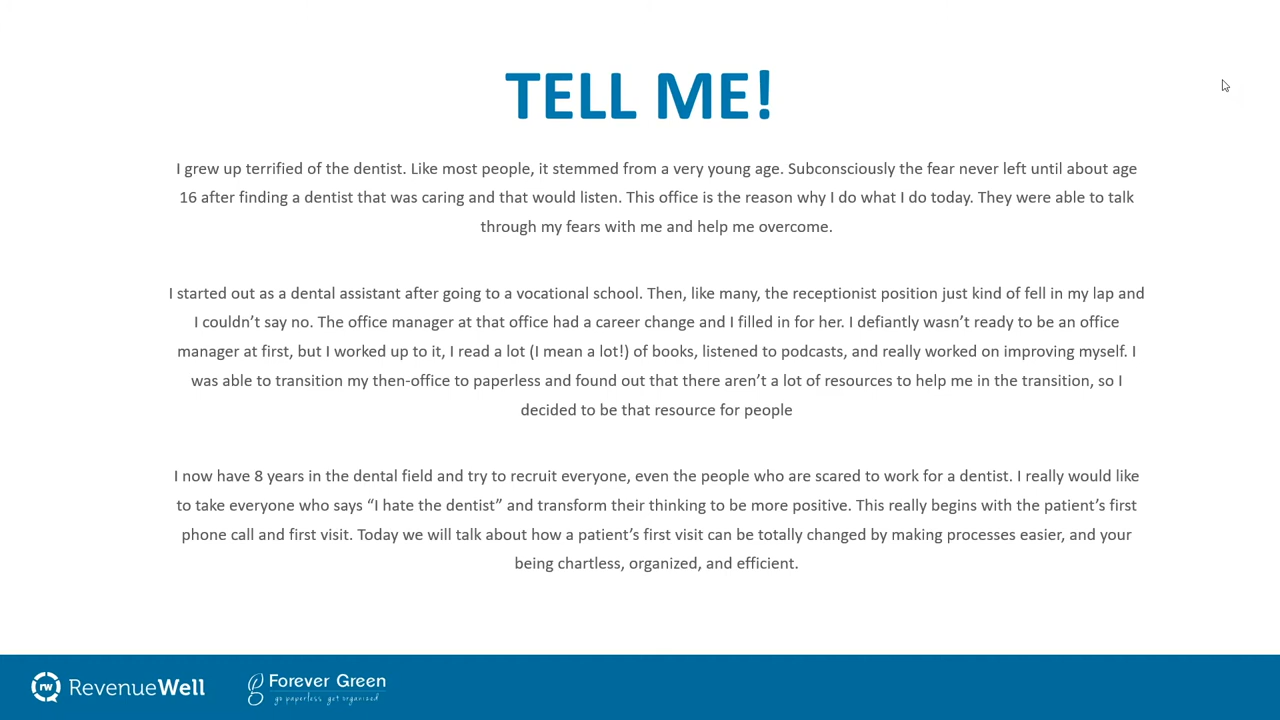 TELL ME!
I grew up terrified of the dentist. Like most people, it stemmed from a very young age. Subconsciously the fear never left until about age
16 after finding a dentist that was caring and that would listen. This office is the reason why I do what I do today. They were able to talk
through my fears with me and help me overcome.
I started out as a dental assistant after going to a vocational school. Then, like many, the receptionist position just kind of fell in my lap and
I couldn’t say no. The office manager at that office had a career change and I filled in for her. I defiantly wasn’t ready to be an office
manager at first, but I worked up to it, I read a lot (I mean a lot!) of books, listened to podcasts, and really worked on improving myself. I
was able to transition my then-office to paperless and found out that there aren’t a lot of resources to help me in the transition, so I
decided to be that resource for people
I now have 8 years in the dental field and try to recruit everyone, even the people who are scared to work for a dentist. I really would like
to take everyone who says “I hate the dentist” and transform their thinking to be more positive. This really begins with the patient’s first
phone call and first visit. Today we will talk about how a patient’s first visit can be totally changed by making processes easier, and your
being chartless, organized, and efficient.
rw RevenueWell
Forever Green
go paperless get organized